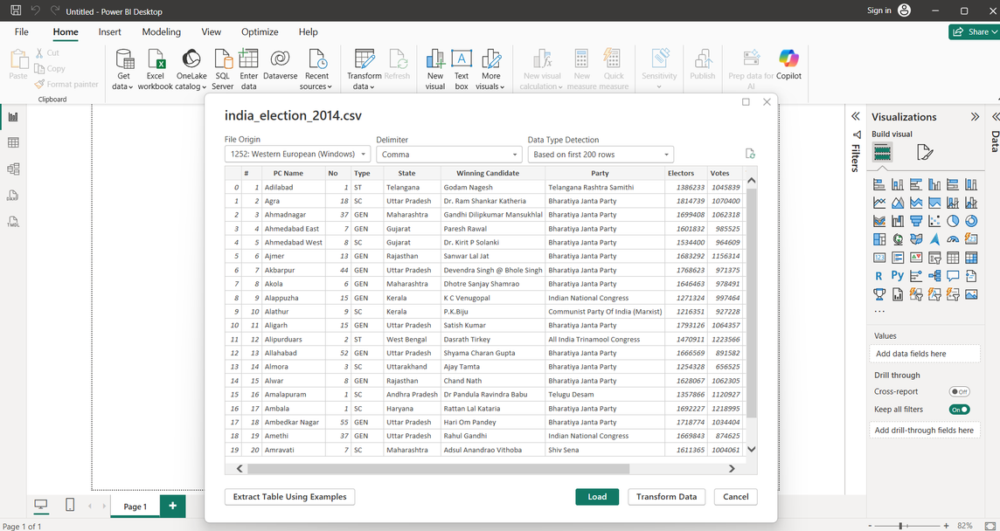 Untitled - Power BI Desktop
Sign in
File Home Insert Modeling View Optimize Help
Share
Paste
Cut
Copy
Format painter
Clipboard
Get data
Excel workbook
OneLake catalog
SQL Server
Enter data
Dataverse
Recent sources
Transform data
Refresh
New visual
Text box
More visuals
New visual calculation
New measure
Quick measure
Sensitivity
Publish
Prep data for AI
Copilot
DAX
TMDL
india_election_2014.csv
File Origin Delimiter Data Type Detection
1252: Western European (Windows) Comma Based on first 200 rows
# PC Name No Type State Winning Candidate Party Electors Votes
0 1 Adilabad 1 ST Telangana Godam Nagesh Telangana Rashtra Samithi 1386233 1045839
1 2 Agra 18 SC Uttar Pradesh Dr. Ram Shankar Katheria Bharatiya Janta Party 1814739 1070400
2 3 Ahmadnagar 37 GEN Maharashtra Gandhi Dilipkumar Mansukhlal Bharatiya Janta Party 1699408 1062318
3 4 Ahmedabad East 7 GEN Gujarat Paresh Rawal Bharatiya Janta Party 1601832 985525
4 5 Ahmedabad West 8 SC Gujarat Dr. Kirit P Solanki Bharatiya Janta Party 1534400 964609
5 6 Ajmer 13 GEN Rajasthan Sanwar Lal Jat Bharatiya Janta Party 1683292 1156314
6 7 Akbarpur 44 GEN Uttar Pradesh Devendra Singh @ Bhole Singh Bharatiya Janta Party 1768623 971375
7 8 Akola 6 GEN Maharashtra Dhotre Sanjay Shamrao Bharatiya Janta Party 1646463 978491
8 9 Alappuzha 15 GEN Kerala K C Venugopal Indian National Congress 1271324 997464
9 10 Alathur 9 SC Kerala P.K.Biju Communist Party Of India (Marxist) 1216351 927228
10 11 Aligarh 15 GEN Uttar Pradesh Satish Kumar Bharatiya Janta Party 1793126 1064357
11 12 Alipurduars 2 ST West Bengal Dasrath Tirkey All India Trinamool Congress 1470911 1223566
12 13 Allahabad 52 GEN Uttar Pradesh Shyama Charan Gupta Bharatiya Janta Party 1666569 891582
13 14 Almora 3 SC Uttarakhand Ajay Tamta Bharatiya Janta Party 1254328 656525
14 15 Alwar 8 GEN Rajasthan Chand Nath Bharatiya Janta Party 1628067 1062305
15 16 Amalapuram 1 SC Andhra Pradesh Dr Pandula Ravindra Babu Telugu Desam 1357866 1120927
16 17 Ambala 1 SC Haryana Rattan Lal Kataria Bharatiya Janta Party 1692227 1218995
17 18 Ambedkar Nagar 55 GEN Uttar Pradesh Hari Om Pandey Bharatiya Janta Party 1718774 1034404
18 19 Amethi 37 GEN Uttar Pradesh Rahul Gandhi Indian National Congress 1669843 874625
19 20 Amravati 7 SC Maharashtra Adsul Anandrao Vithoba Shiv Sena 1611365 1004061
Extract Table Using Examples Load Transform Data Cancel
Filters
Visualizations
Build visual
R Py
123
...
Values
Add data fields here
Drill through
Cross-report Off
Keep all filters On
Add drill-through fields here
Data
Page 1 +
Page 1 of 1
- + 82%